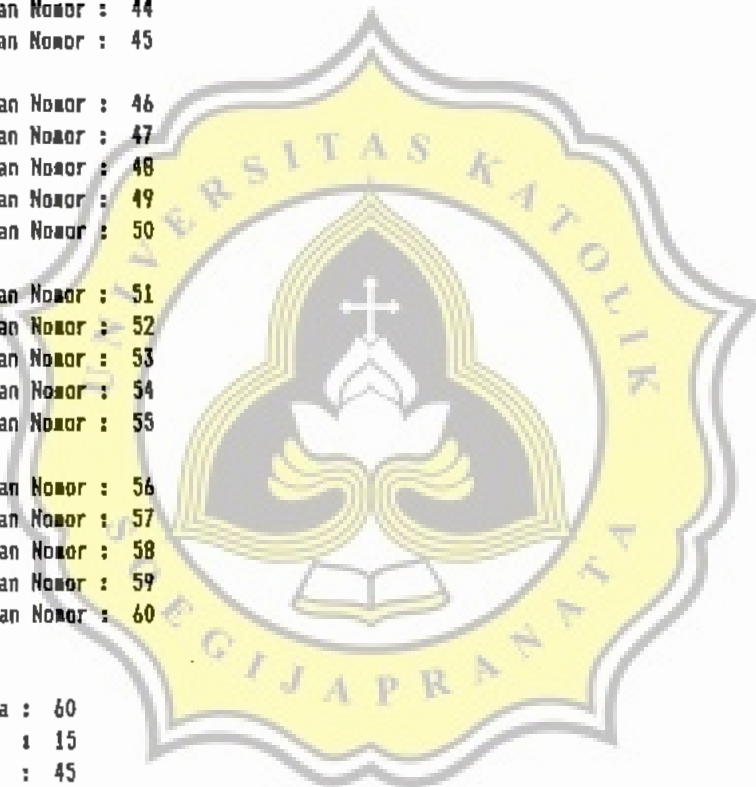 an Nomor : 44
an Nomor : 45
an Nomor : 46
an Nomor : 47
an Nomor : 48
an Nomor : 49
an Nomor : 50
an Nomor : 51
an Nomor : 52
an Nomor : 53
an Nomor : 54
an Nomor : 55
an Nomor : 56
an Nomor : 57
an Nomor : 58
an Nomor : 59
an Nomor : 60
a : 60
: 15
: 45
UNIVERSITAS KATOLIK
SOEGIJAPRANATA